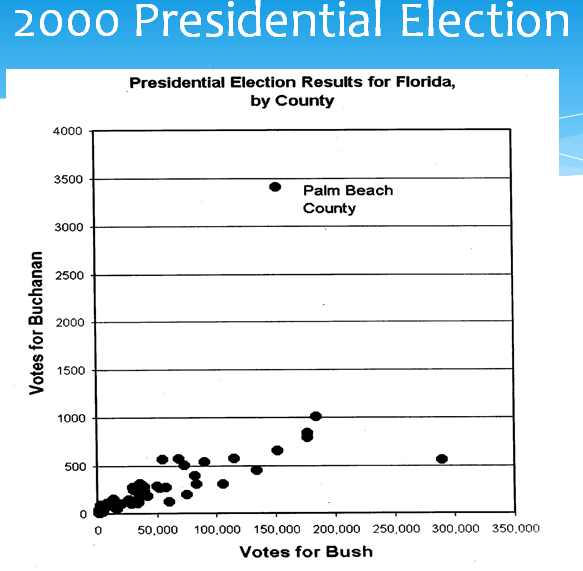 2000 Presidential Election
Presidential Election Results for Florida,
by County
4000
3500
3000
2500
2000
1500
1000
500
0
Palm Beach
County
Votes for Buchanan
0 50,000 100,000 150,000 200,000 250,000 300,000 350,000
Votes for Bush